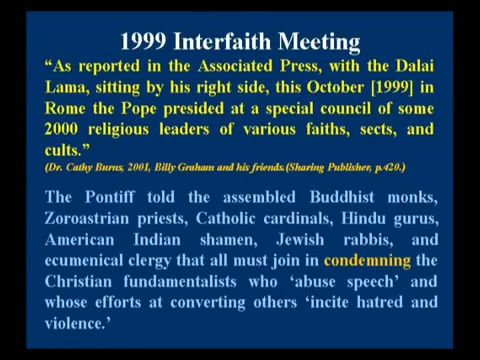 1999 Interfaith Meeting
“As reported in the Associated Press, with the Dalai
Lama, sitting by his right side, this October [1999] in
Rome the Pope presided at a special council of some
2000 religious leaders of various faiths, sects, and
cults.”
(Dr. Cathy Burns, 2001, Billy Graham and his friends.(Sharing Publisher, p.420.)
The Pontiff told the assembled Buddhist monks,
Zoroastrian priests, Catholic cardinals, Hindu gurus,
American Indian shamen, Jewish rabbis, and
ecumenical clergy that all must join in condemning the
Christian fundamentalists who ‘abuse speech’ and
whose efforts at converting others ‘incite hatred and
violence.’